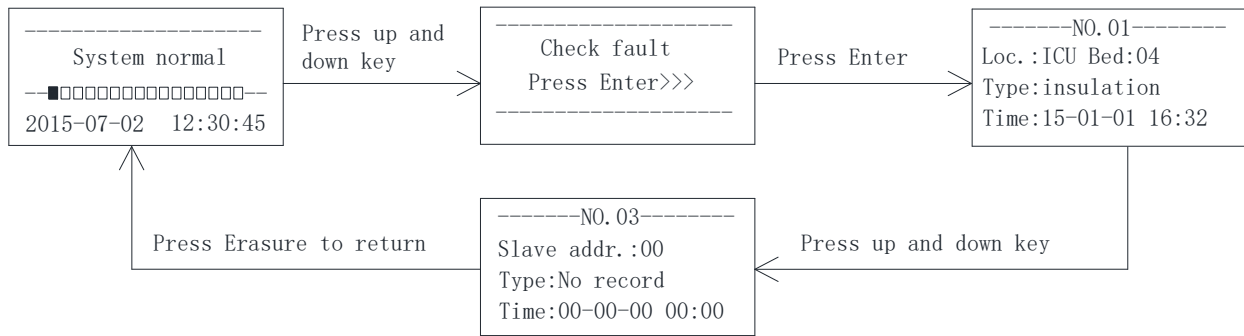 System normal
2015-07-02 12:30:45
Press up and
down key
Check fault
Press Enter>>>
Press Enter
-------NO.01--------
Loc.:ICU Bed:04
Type:insulation
Time:15-01-01 16:32
Press up and down key
-------NO.03--------
Slave addr.:00
Type:No record
Time:00-00-00 00:00
Press Erasure to return